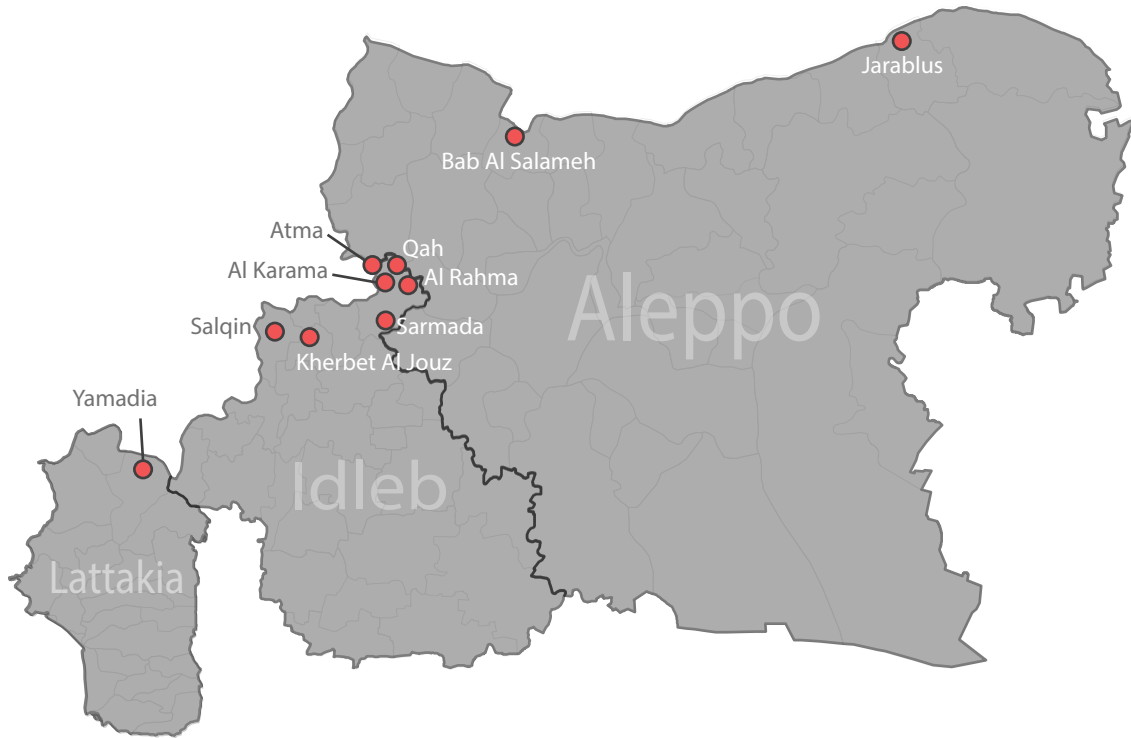 Jarablus
Bab Al Salameh
Atma
Qah
Al Karama
Al Rahma
Aleppo
Salqin
Sarmada
Kherbet Al Jouz
Yamadia
Idleb
Lattakia